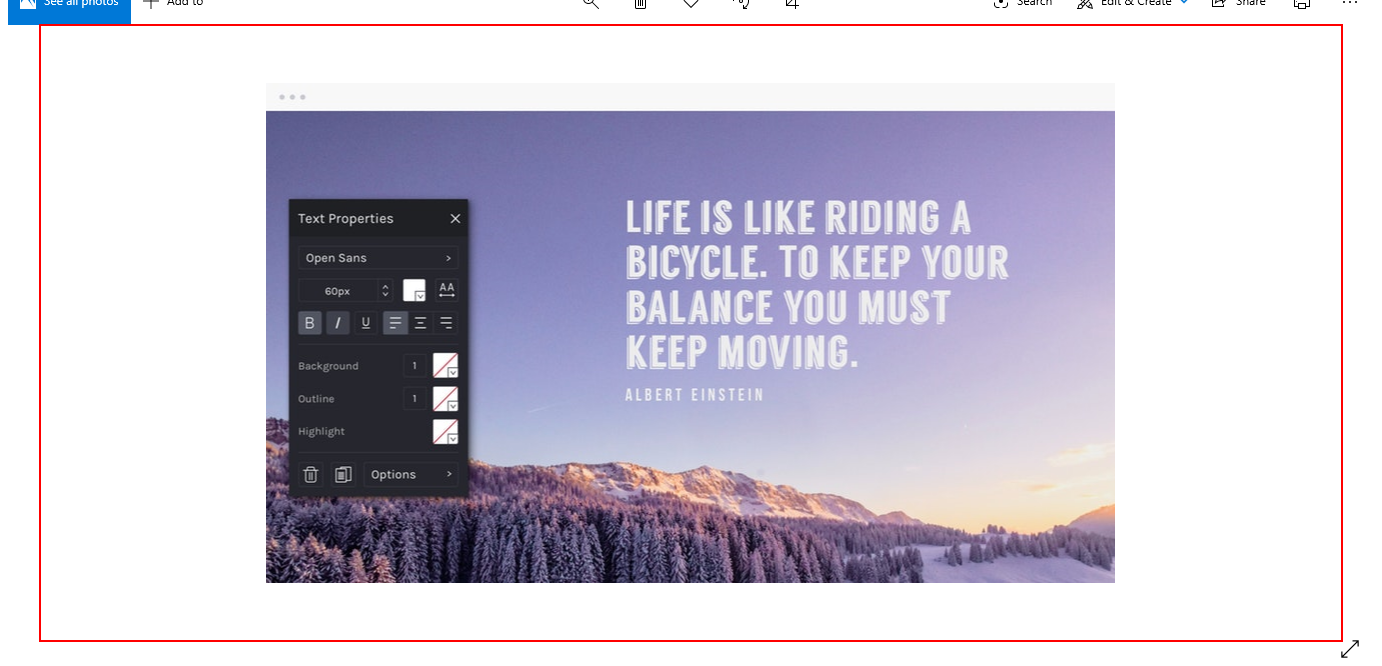 See all photos
Add to
Search
Edit & Create
Share
Text Properties
Open Sans
60px
AA
B I U
Background 1
Outline 1
Highlight
Options
LIFE IS LIKE RIDING A
BICYCLE. TO KEEP YOUR
BALANCE YOU MUST
KEEP MOVING.
ALBERT EINSTEIN